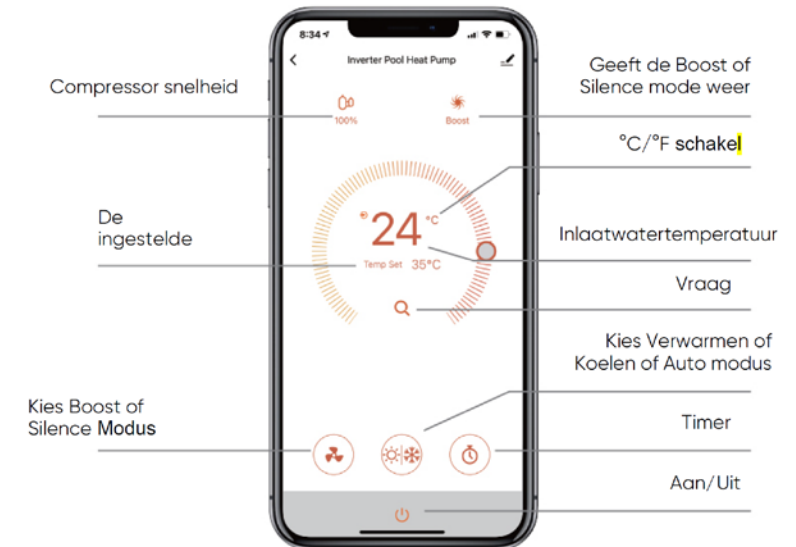 8:34
Inverter Pool Heat Pump
Compressor snelheid
100%
Boost
Geeft de Boost of
Silence mode weer
°C/°F schakel
De
ingestelde
24 °C
Temp Set 35°C
Inlaatwatertemperatuur
Vraag
Kies Verwarmen of
Koelen of Auto modus
Kies Boost of
Silence Modus
Timer
Aan/Uit